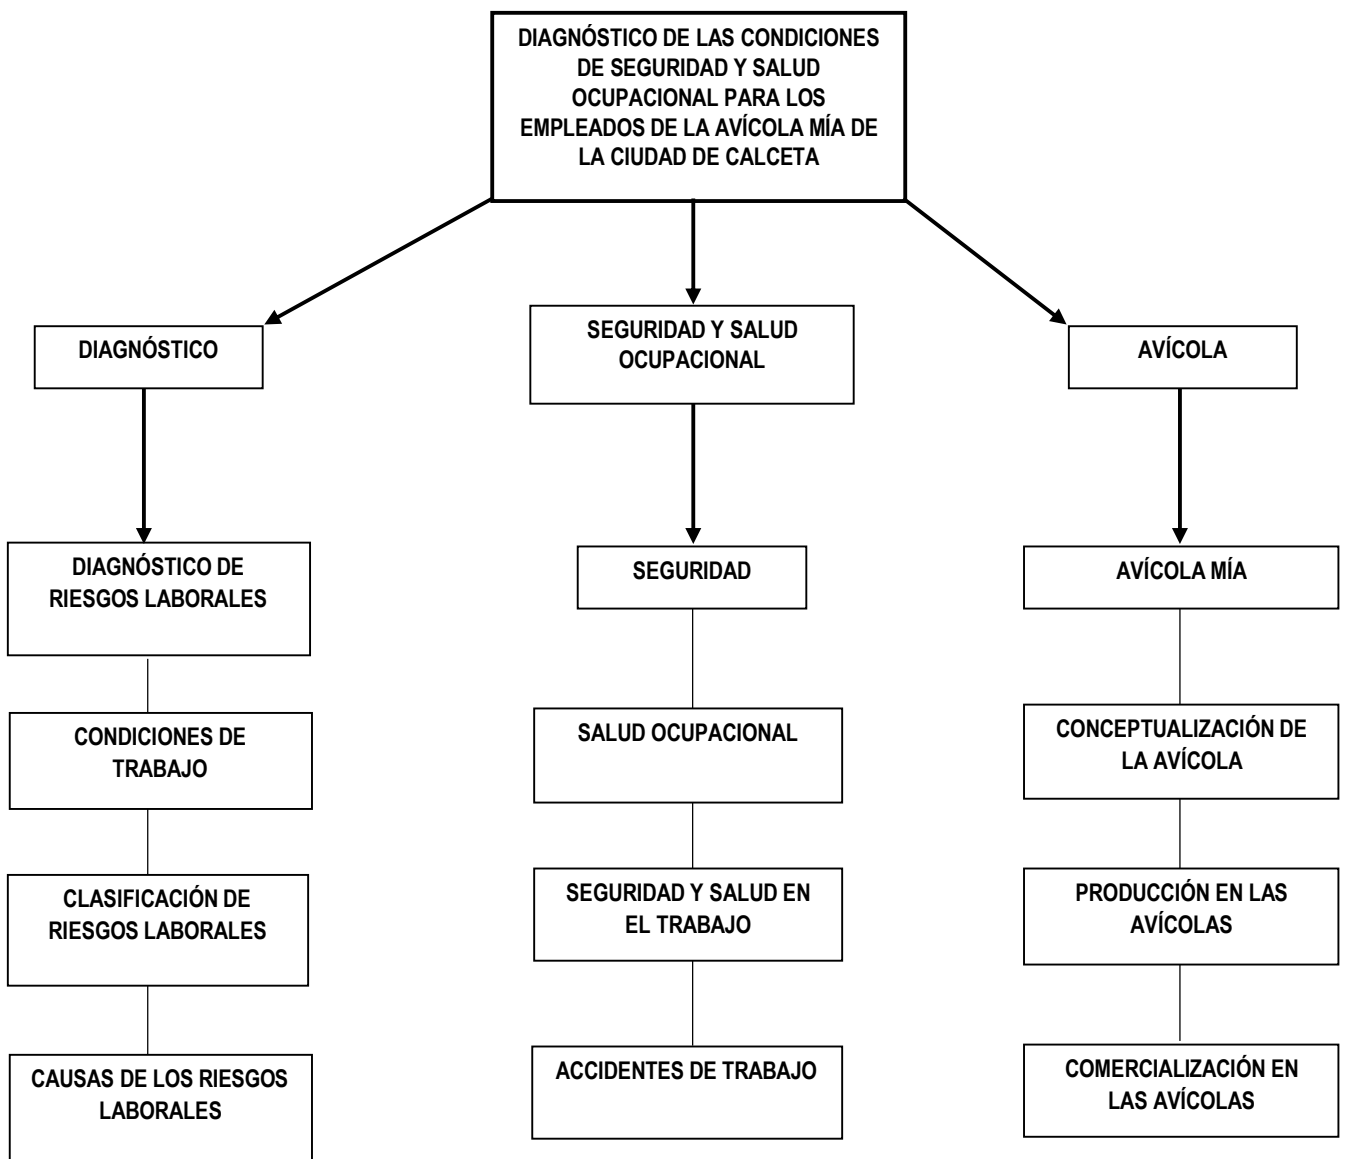 DIAGNÓSTICO DE LAS CONDICIONES
DE SEGURIDAD Y SALUD
OCUPACIONAL PARA LOS
EMPLEADOS DE LA AVÍCOLA MÍA DE
LA CIUDAD DE CALCETA
DIAGNÓSTICO
SEGURIDAD Y SALUD
OCUPACIONAL
AVÍCOLA
DIAGNÓSTICO DE
RIESGOS LABORALES
SEGURIDAD
AVÍCOLA MÍA
CONDICIONES DE
TRABAJO
SALUD OCUPACIONAL
CONCEPTUALIZACIÓN DE
LA AVÍCOLA
CLASIFICACIÓN DE
RIESGOS LABORALES
SEGURIDAD Y SALUD EN
EL TRABAJO
PRODUCCIÓN EN LAS
AVÍCOLAS
CAUSAS DE LOS RIESGOS
LABORALES
ACCIDENTES DE TRABAJO
COMERCIALIZACIÓN EN
LAS AVÍCOLAS